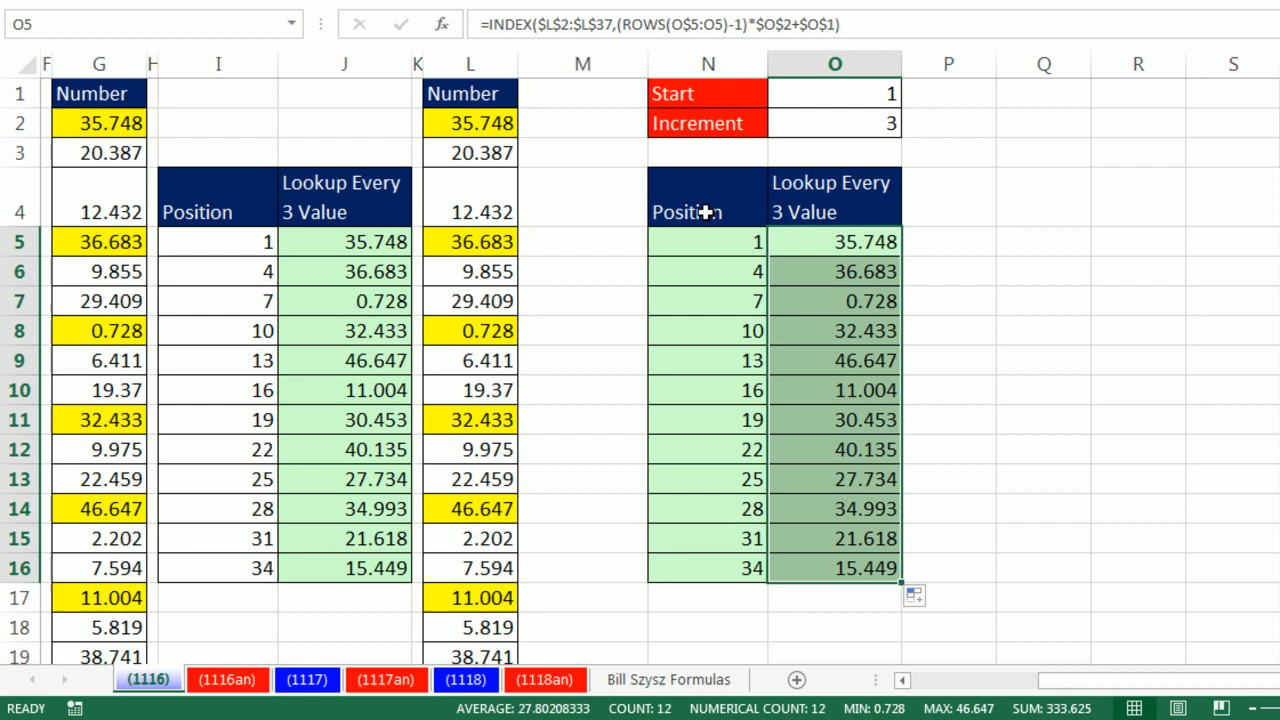 O5 =INDEX($L$2:$L$37,(ROWS(O$5:O5)-1)*$O$2+$O$1)
F G H I J K L M N O P Q R S
1 Number Number Start 1
2 35.748 35.748 Increment 3
3 20.387 20.387
Lookup Every Lookup Every
4 12.432 Position 3 Value 12.432 Position 3 Value
5 36.683 1 35.748 36.683 1 35.748
6 9.855 4 36.683 9.855 4 36.683
7 29.409 7 0.728 29.409 7 0.728
8 0.728 10 32.433 0.728 10 32.433
9 6.411 13 46.647 6.411 13 46.647
10 19.37 16 11.004 19.37 16 11.004
11 32.433 19 30.453 32.433 19 30.453
12 9.975 22 40.135 9.975 22 40.135
13 22.459 25 27.734 22.459 25 27.734
14 46.647 28 34.993 46.647 28 34.993
15 2.202 31 21.618 2.202 31 21.618
16 7.594 34 15.449 7.594 34 15.449
17 11.004 11.004
18 5.819 5.819
19 38.741 38.741
(1116) (1116an) (1117) (1117an) (1118) (1118an) Bill Szysz Formulas
READY AVERAGE: 27.80208333 COUNT: 12 NUMERICAL COUNT: 12 MIN: 0.728 MAX: 46.647 SUM: 333.625